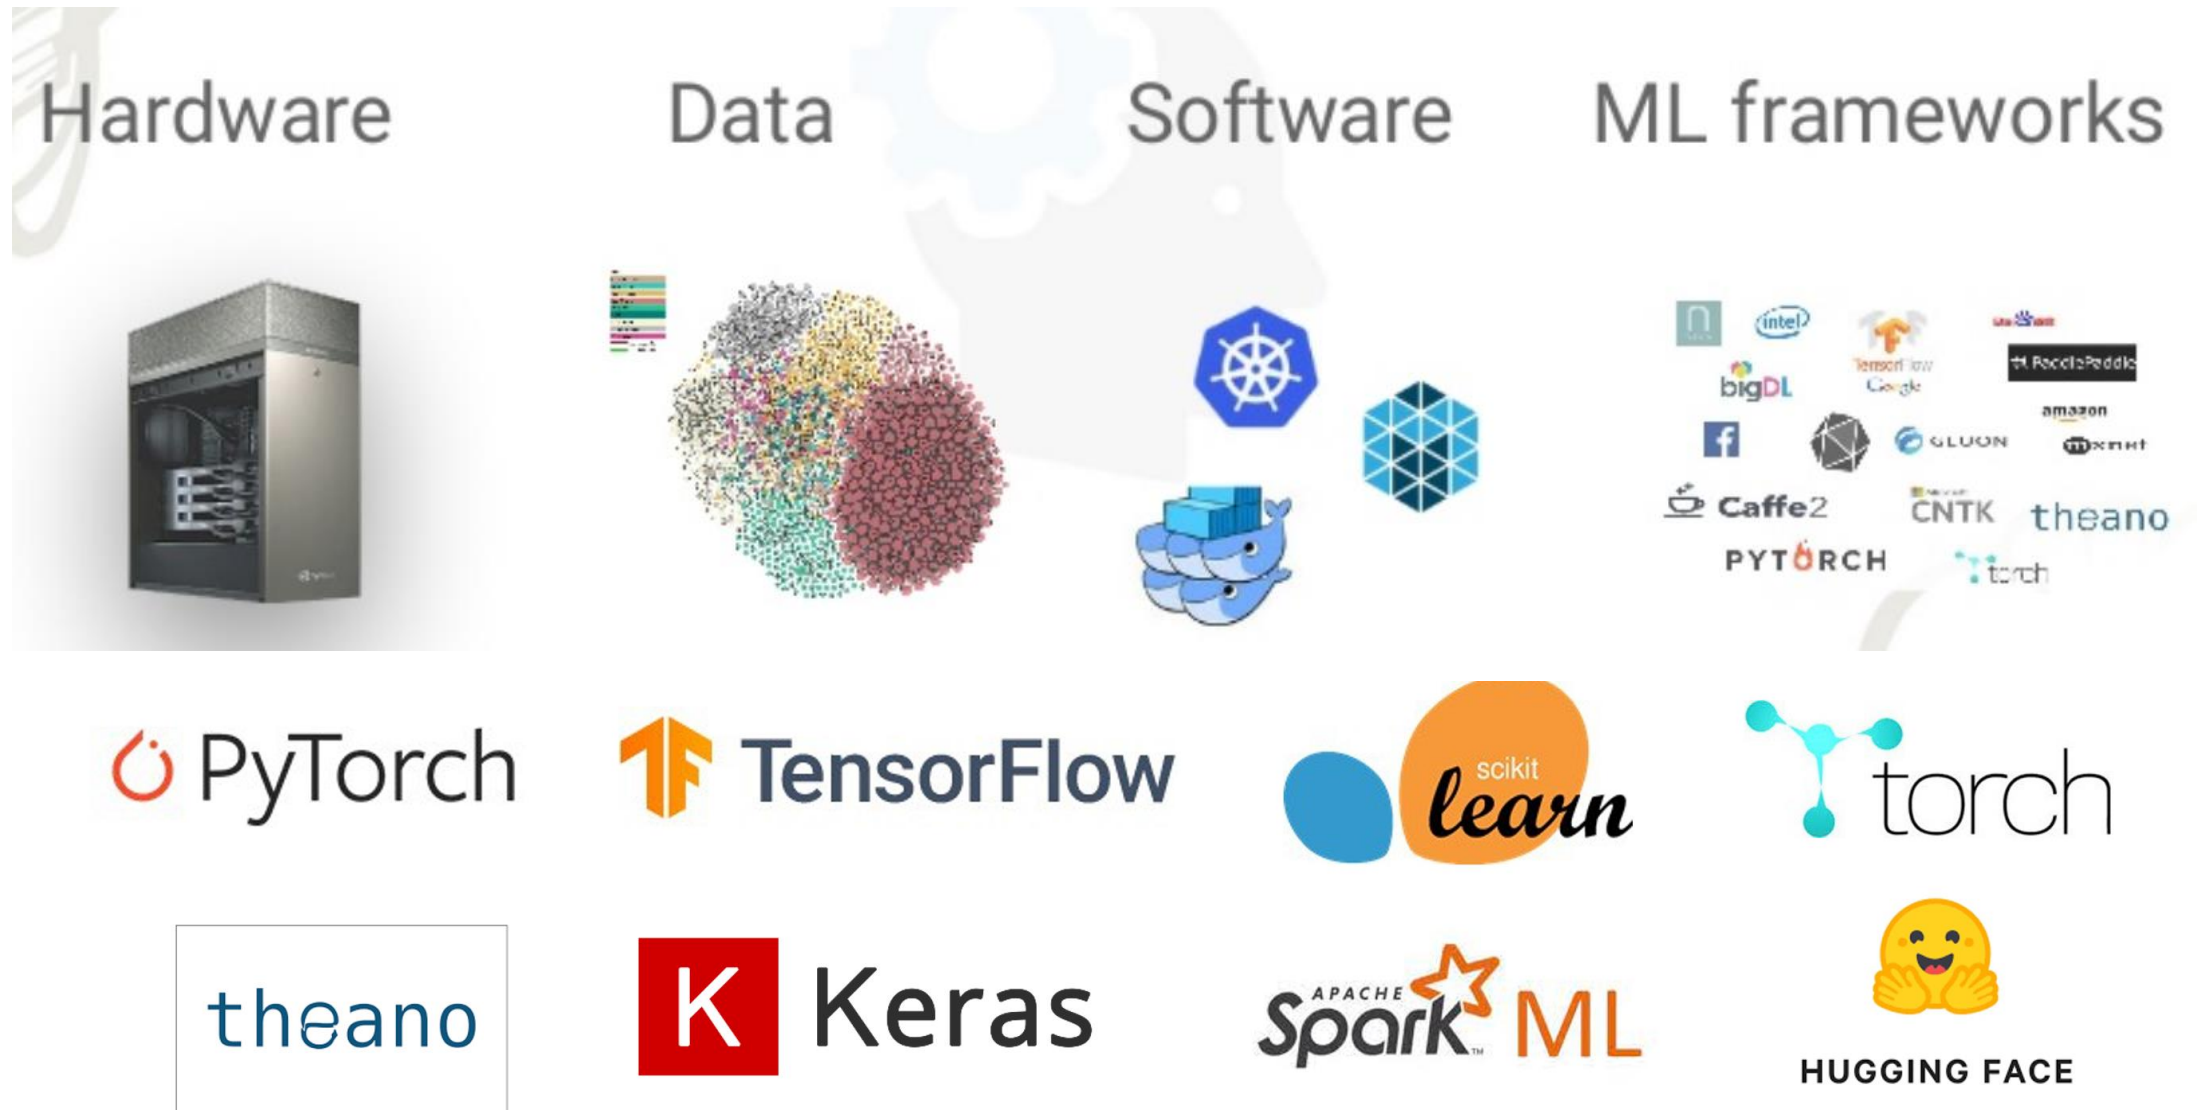 Hardware
Data
Software
ML frameworks
n
intel
TensorFlow
Google
PaddlePaddle
bigDL
amazon
f
GLUON
mxnet
Caffe2
CNTK
theano
PYTORCH
torch
PyTorch
TensorFlow
scikit
learn
torch
theano
K Keras
APACHE
Spark ML
HUGGING FACE